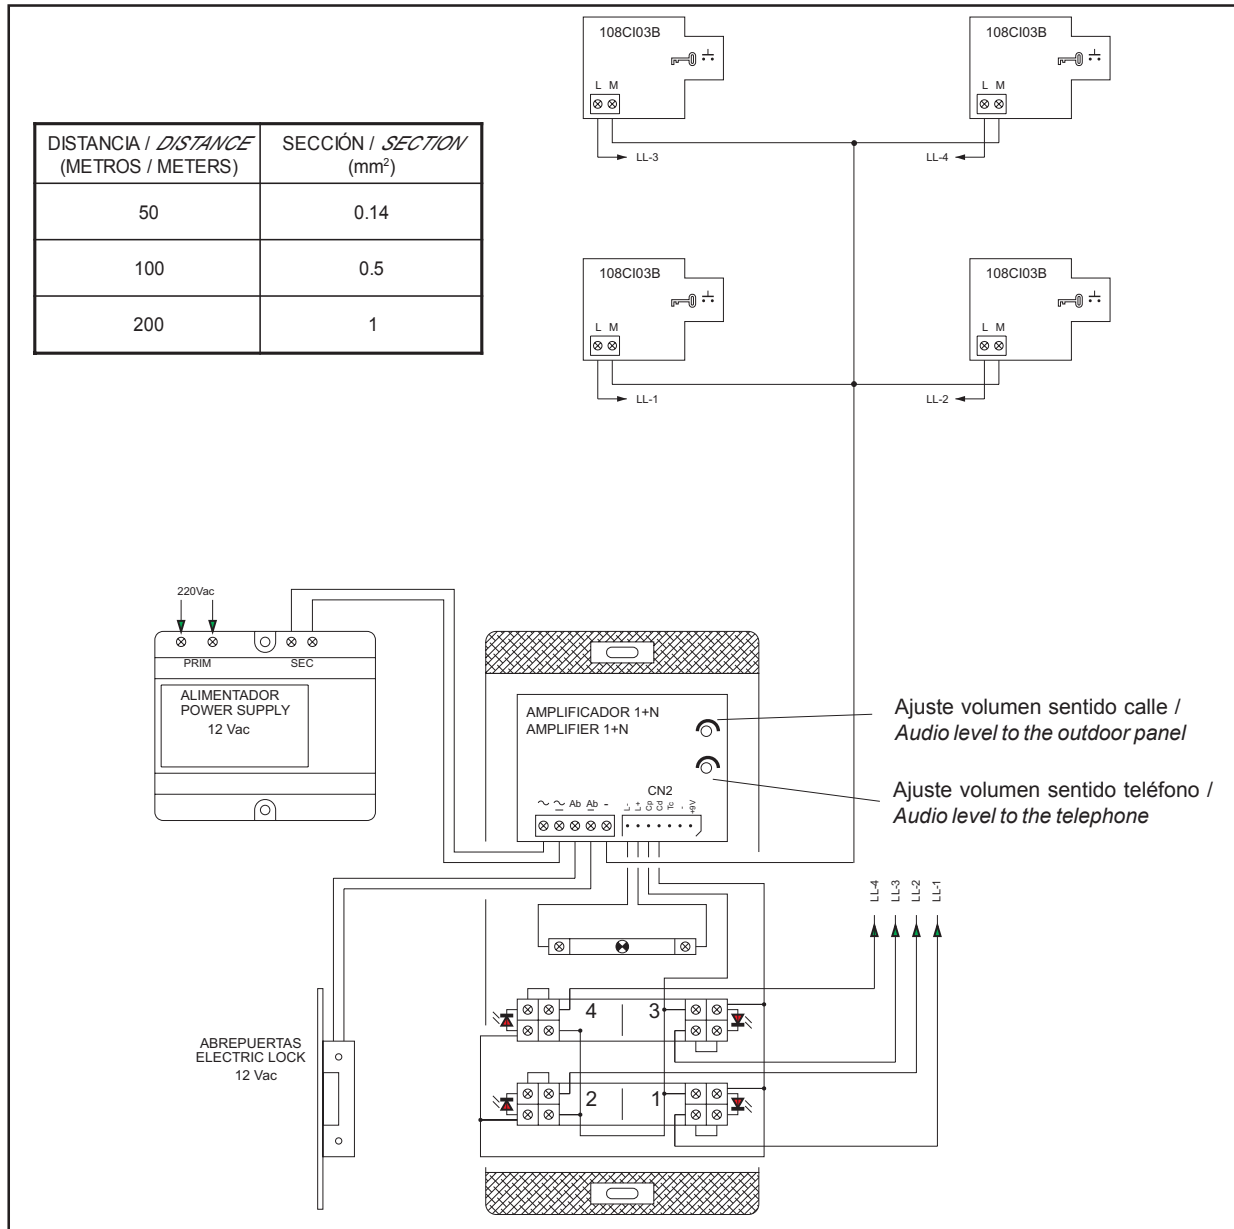 108CI03B
L M
LL-3
108CI03B
L M
LL-4
DISTANCIA / DISTANCE
(METROS / METERS)
SECCIÓN / SECTION
(mm²)
50
0.14
100
0.5
200
1
108CI03B
L M
LL-1
108CI03B
L M
LL-2
220Vac
PRIM
SEC
ALIMENTADOR
POWER SUPPLY
12 Vac
AMPLIFICADOR 1+N
AMPLIFIER 1+N
CN2
Ab Ab -
L-
L+
Cp
Cd
Tc
-
+9V
Ajuste volumen sentido calle /
Audio level to the outdoor panel
Ajuste volumen sentido teléfono /
Audio level to the telephone
LL-4
LL-3
LL-2
LL-1
4
3
2
1
ABREPUERTAS
ELECTRIC LOCK
12 Vac